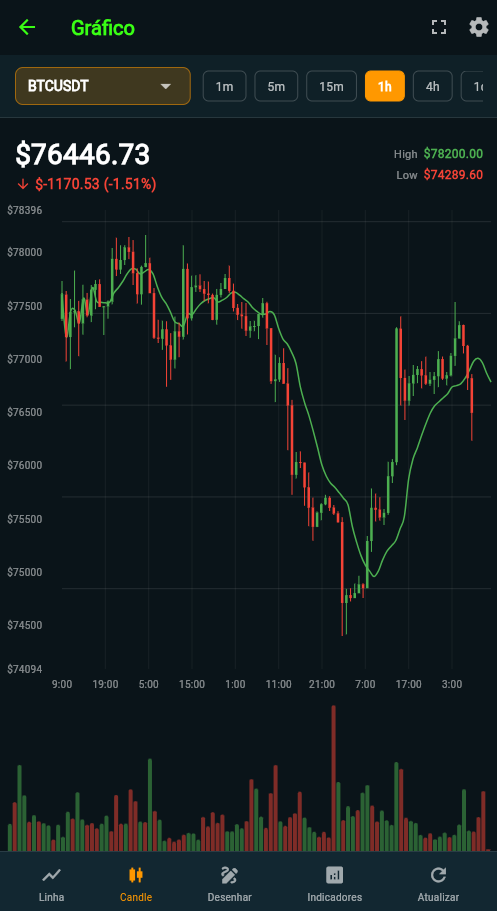 Gráfico
BTCUSDT 1m 5m 15m 1h 4h
$76446.73
High $78200.00
↓ $-1170.53 (-1.51%)
Low $74289.60
$78396
$78000
$77500
$77000
$76500
$76000
$75500
$75000
$74500
$74094
9:00 19:00 5:00 15:00 1:00 11:00 21:00 7:00 17:00 3:00
Linha Candle Desenhar Indicadores Atualizar